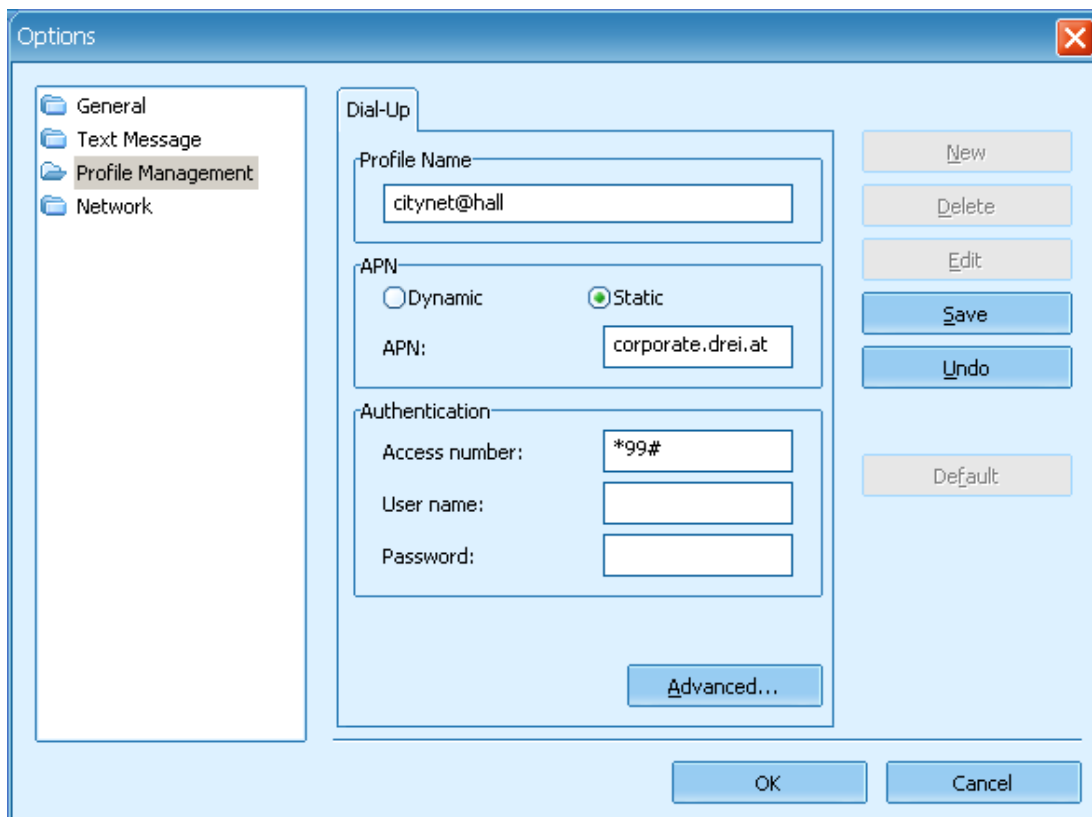 Options
General
Text Message
Profile Management
Network
Dial-Up
Profile Name
citynet@hall
APN
Dynamic
Static
APN:
corporate.drei.at
Authentication
Access number:
*99#
User name:
Password:
Advanced...
New
Delete
Edit
Save
Undo
Default
OK
Cancel